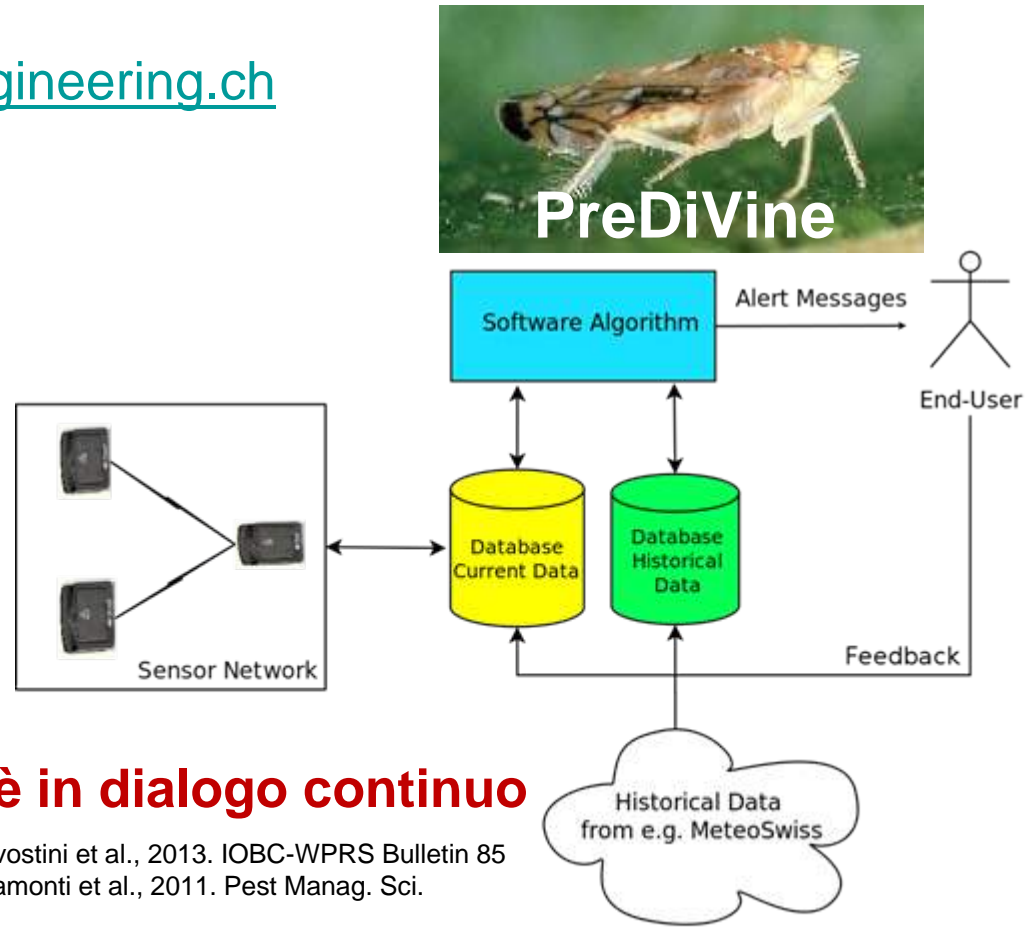 gineering.ch
PreDiVine
Software Algorithm
Alert Messages
End-User
Database
Current Data
Database
Historical
Data
Sensor Network
Feedback
è in dialogo continuo
Historical Data
from e.g. MeteoSwiss
vostini et al., 2013. IOBC-WPRS Bulletin 85
amonti et al., 2011. Pest Manag. Sci.